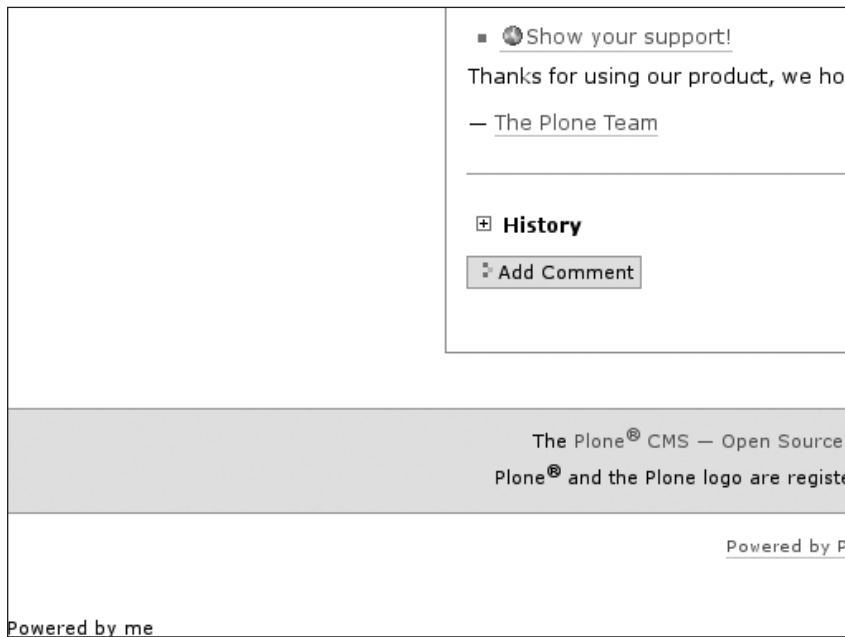 Show your support!
Thanks for using our product, we ho
— The Plone Team
History
Add Comment
The Plone® CMS — Open Source
Plone® and the Plone logo are registe
Powered by P
Powered by me